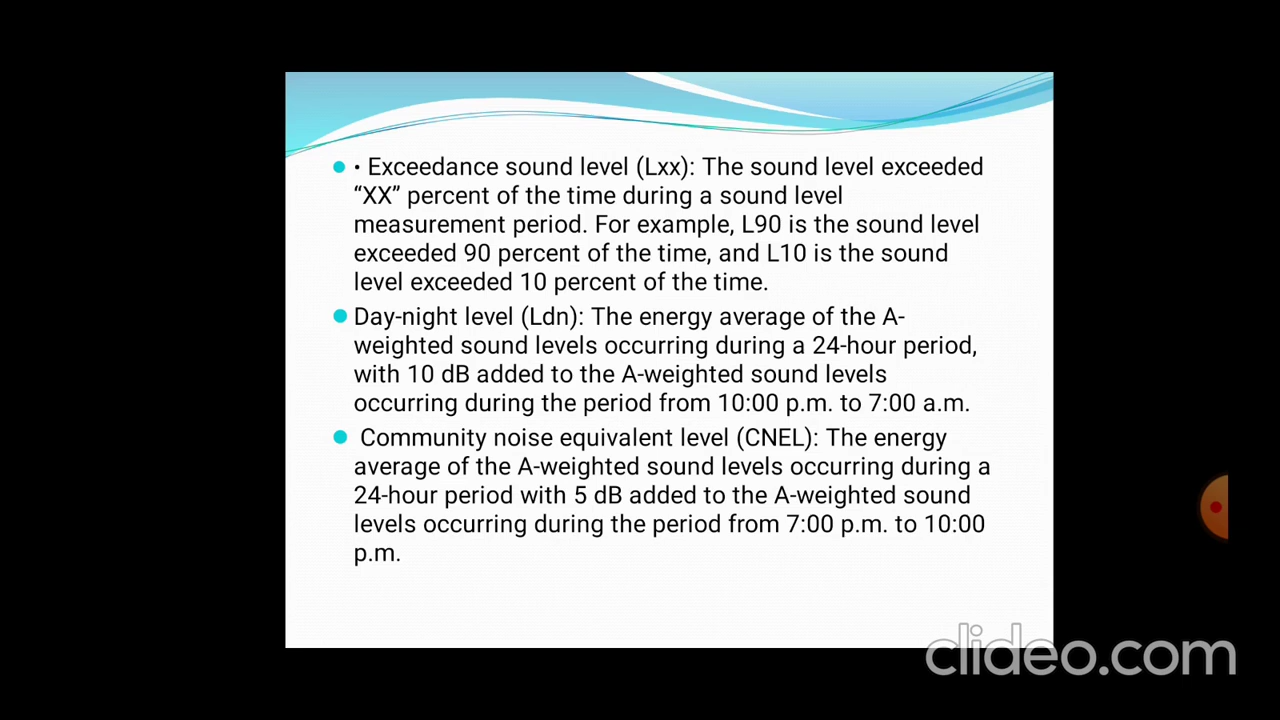 • Exceedance sound level (Lxx): The sound level exceeded
“XX” percent of the time during a sound level
measurement period. For example, L90 is the sound level
exceeded 90 percent of the time, and L10 is the sound
level exceeded 10 percent of the time.
Day-night level (Ldn): The energy average of the A-
weighted sound levels occurring during a 24-hour period,
with 10 dB added to the A-weighted sound levels
occurring during the period from 10:00 p.m. to 7:00 a.m.
Community noise equivalent level (CNEL): The energy
average of the A-weighted sound levels occurring during a
24-hour period with 5 dB added to the A-weighted sound
levels occurring during the period from 7:00 p.m. to 10:00
p.m.
clideo.com